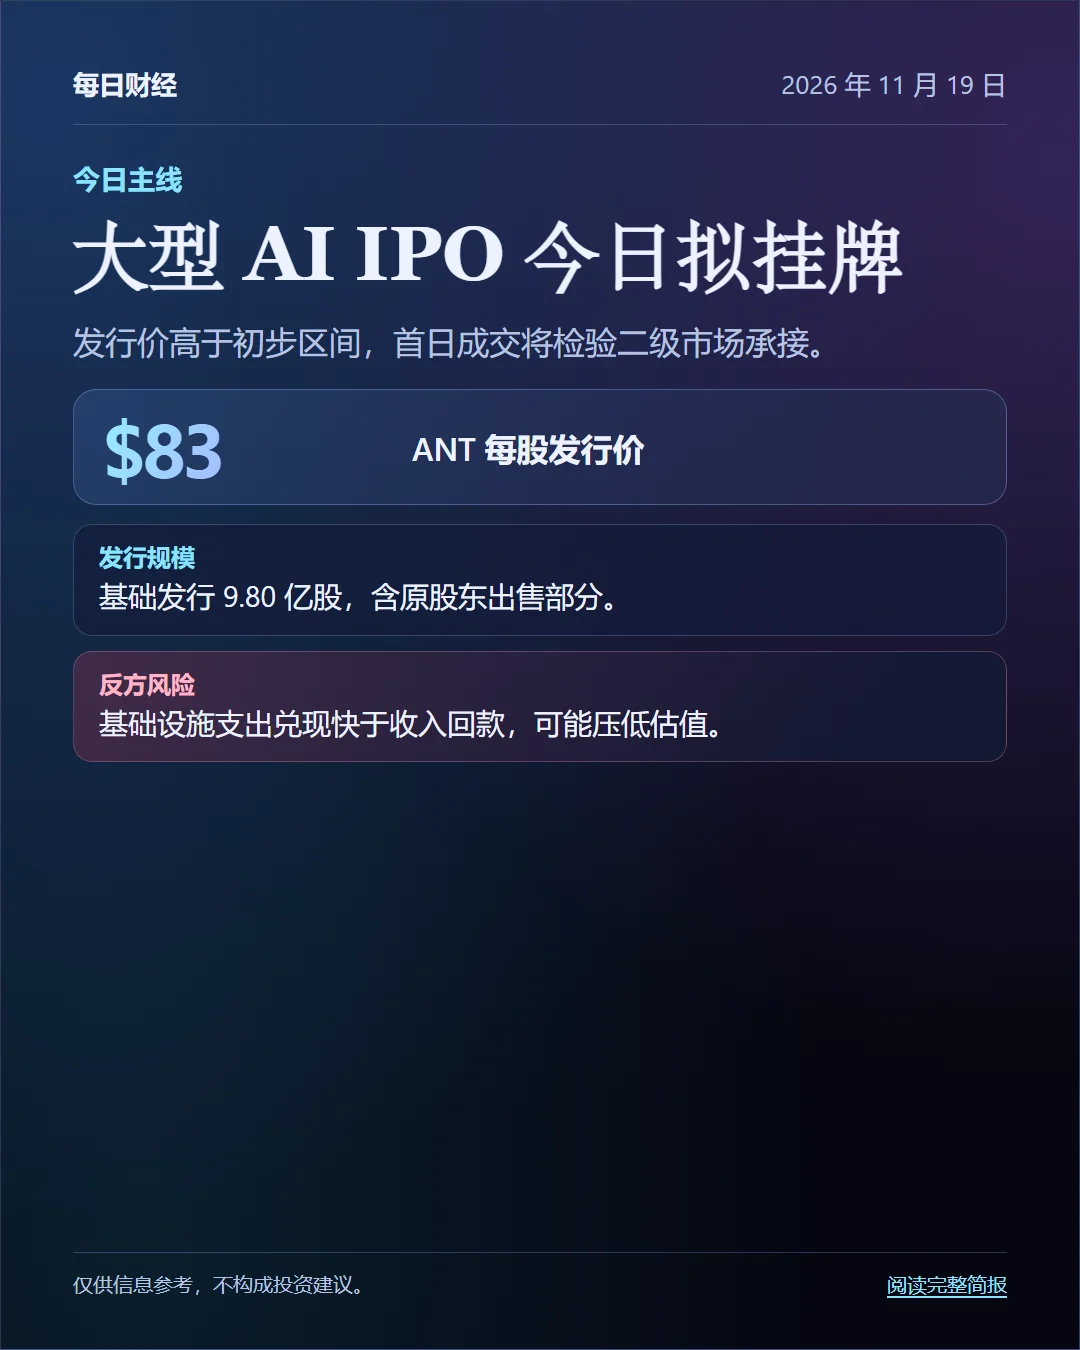 每日财经
2026 年 11 月 19 日
今日主线
大型 AI IPO 今日拟挂牌
发行价高于初步区间，首日成交将检验二级市场承接。
$83
ANT 每股发行价
发行规模
基础发行 9.80 亿股，含原股东出售部分。
反方风险
基础设施支出兑现快于收入回款，可能压低估值。
仅供信息参考，不构成投资建议。
阅读完整简报